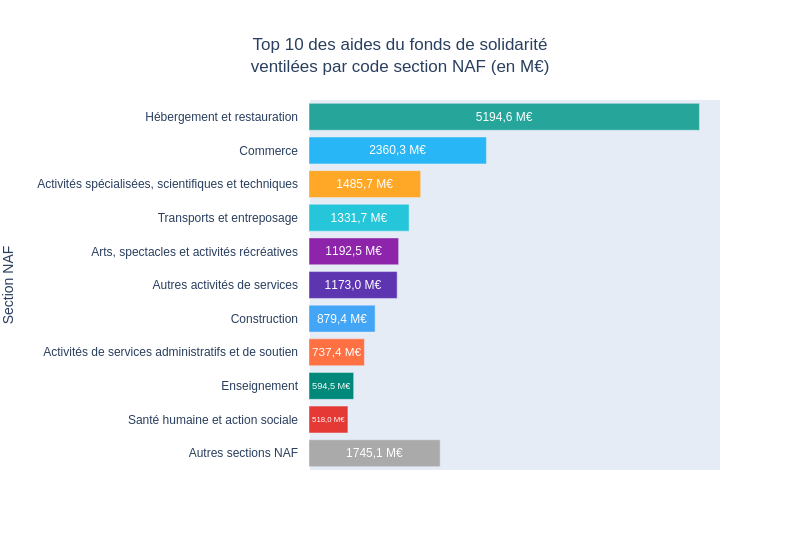 Top 10 des aides du fonds de solidarité
ventilées par code section NAF (en M€)
Section NAF
Hébergement et restauration 5194,6 M€
Commerce 2360,3 M€
Activités spécialisées, scientifiques et techniques 1485,7 M€
Transports et entreposage 1331,7 M€
Arts, spectacles et activités récréatives 1192,5 M€
Autres activités de services 1173,0 M€
Construction 879,4 M€
Activités de services administratifs et de soutien 737,4 M€
Enseignement 594,5 M€
Santé humaine et action sociale 518,0 M€
Autres sections NAF 1745,1 M€